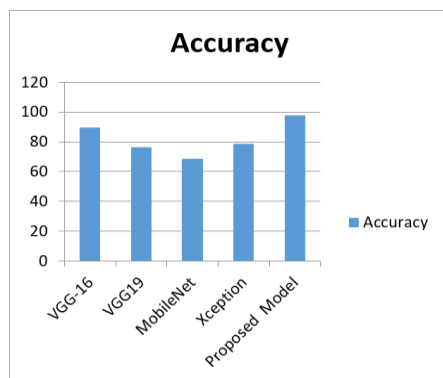 Accuracy
120
100
80
60
40
20
0
VGG-16
VGG19
MobileNet
Xception
Proposed Model
Accuracy